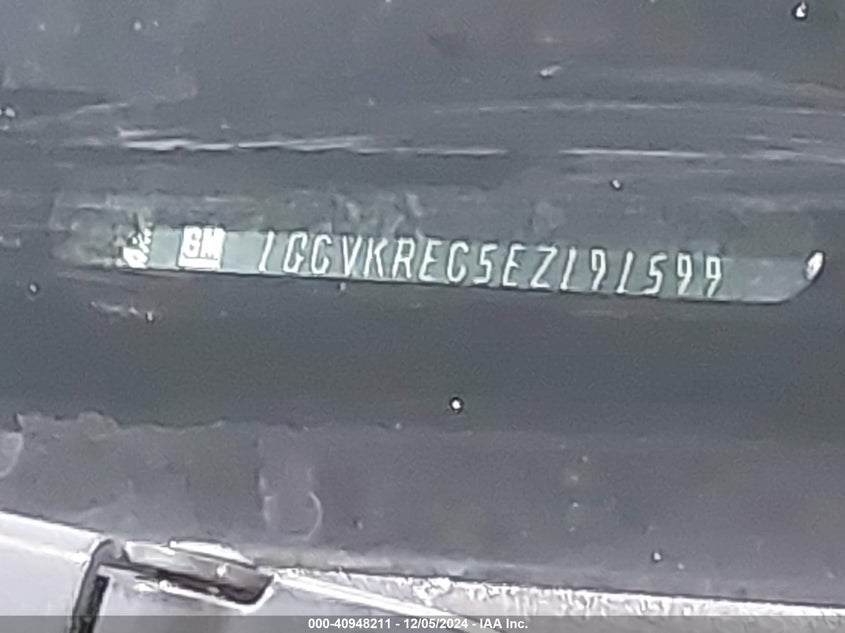 GM 1GCVKREC5EZ191599
000-40948211 - 12/05/2024 - IAA Inc.